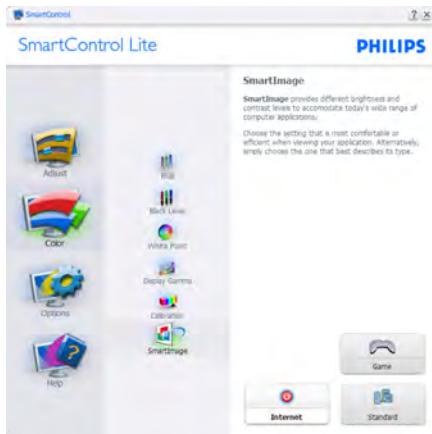 SmartControl
SmartControl Lite
PHILIPS
Adjust
Color
Options
Help
RGB
Black Level
White Point
Display Gamma
Calibration
SmartImage
SmartImage
SmartImage provides different brightness and
contrast levels to accomodate today's wide range of
computer applications.
Choose the setting that is most comfortable or
efficient when viewing your application. Alternatively,
simply choose the one that best describes its type.
Game
Internet
Standard